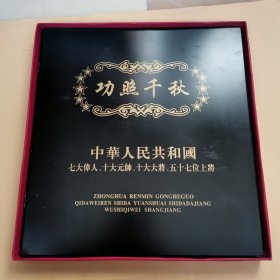 功照千秋
中華人民共和國
七大偉人、十大元帥、十大大將、五十七位上將
ZHONGHUA RENMIN GONGHEGUO
QIDAWEIREN SHIDA YUANSHUAI SHIDADAJIANG
WUSHIQIWEI SHANGJIANG